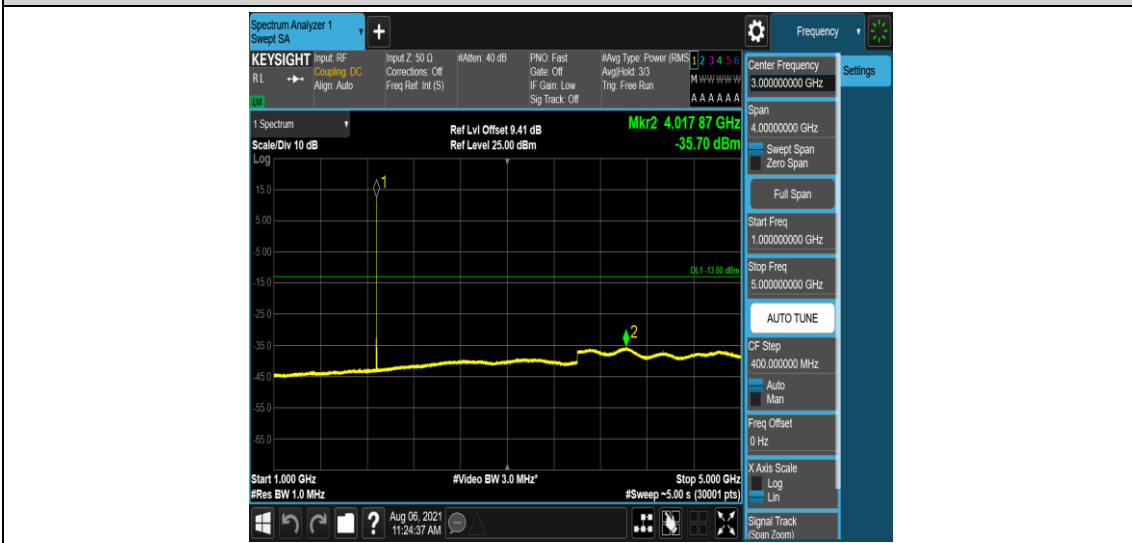 Spectrum Analyzer 1
Swept SA
+
Frequency
KEYSIGHT
RL
LXI
Input: RF
Coupling: DC
Align: Auto
Input Z: 50 Ω
Corrections: Off
Freq Ref: Int (S)
#Atten: 40 dB
PNO: Fast
Gate: Off
IF Gain: Low
Sig Track: Off
#Avg Type: Power (RMS
Avg|Hold: 3/3
Trig: Free Run
1 2 3 4 5 6
M W W W W W
A A A A A A
1 Spectrum
Scale/Div 10 dB
Ref Lvl Offset 9.41 dB
Ref Level 25.00 dBm
Mkr2 4.017 87 GHz
-35.70 dBm
Log
15.0
5.00
-5.00
-15.0
-25.0
-35.0
-45.0
-55.0
-65.0
1
DL1 -13.00 dBm
2
Start 1.000 GHz
#Res BW 1.0 MHz
#Video BW 3.0 MHz*
Stop 5.000 GHz
#Sweep ~5.00 s (30001 pts)
Center Frequency
3.000000000 GHz
Span
4.00000000 GHz
Swept Span
Zero Span
Full Span
Start Freq
1.000000000 GHz
Stop Freq
5.000000000 GHz
AUTO TUNE
CF Step
400.000000 MHz
Auto
Man
Freq Offset
0 Hz
X Axis Scale
Log
Lin
Signal Track
(Span Zoom)
Settings
?
Aug 06, 2021
11:24:37 AM